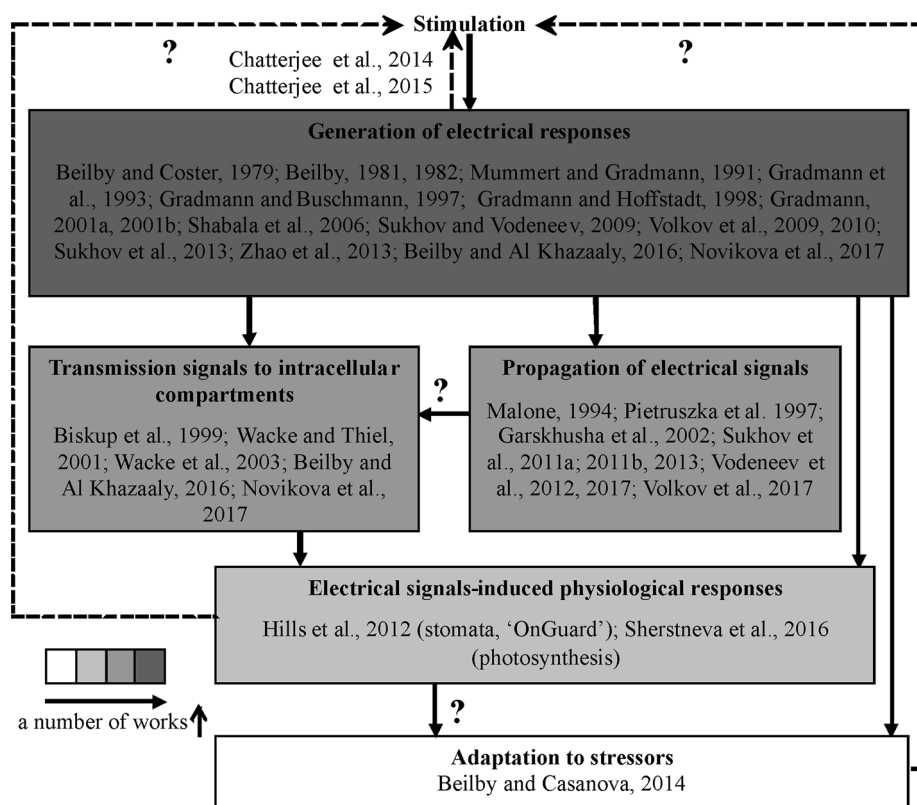 Stimulation
?
?
Chatterjee et al., 2014
Chatterjee et al., 2015
Generation of electrical responses
Beilby and Coster, 1979; Beilby, 1981, 1982; Mummert and Gradmann, 1991; Gradmann et
al., 1993; Gradmann and Buschmann, 1997; Gradmann and Hoffstadt, 1998; Gradmann,
2001a, 2001b; Shabala et al., 2006; Sukhov and Vodeneev, 2009; Volkov et al., 2009, 2010;
Sukhov et al., 2013; Zhao et al., 2013; Beilby and Al Khazaaly, 2016; Novikova et al., 2017
Transmission signals to intracellular
compartments
Biskup et al., 1999; Wacke and Thiel,
2001; Wacke et al., 2003; Beilby and
Al Khazaaly, 2016; Novikova et al.,
2017
?
Propagation of electrical signals
Malone, 1994; Pietruszka et al. 1997;
Garskhusha et al., 2002; Sukhov et
al., 2011a; 2011b, 2013; Vodeneev et
al., 2012, 2017; Volkov et al., 2017
Electrical signals-induced physiological responses
Hills et al., 2012 (stomata, ‘OnGuard’); Sherstneva et al., 2016
(photosynthesis)
a number of works
?
Adaptation to stressors
Beilby and Casanova, 2014